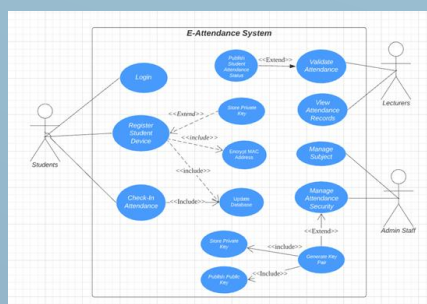 E-Attendance System
Publish
Student
Attendance
Status
<<Extend>>
Validate
Attendance
Login
Lecturers
<<Extend>>
Store Private
Key
View
Attendance
Records
Register
Student
Device
<<include>>
Encrypt MAC
Address
Manage
Subject
Students
<<include>>
Check-In
Attendance
<<Include>>
Update
Database
Manage
Attendance
Security
Admin Staff
<<Extend>>
Store Private
Key
<<include>>
Generate Key
Pair
<<Include>>
Publish Public
Key